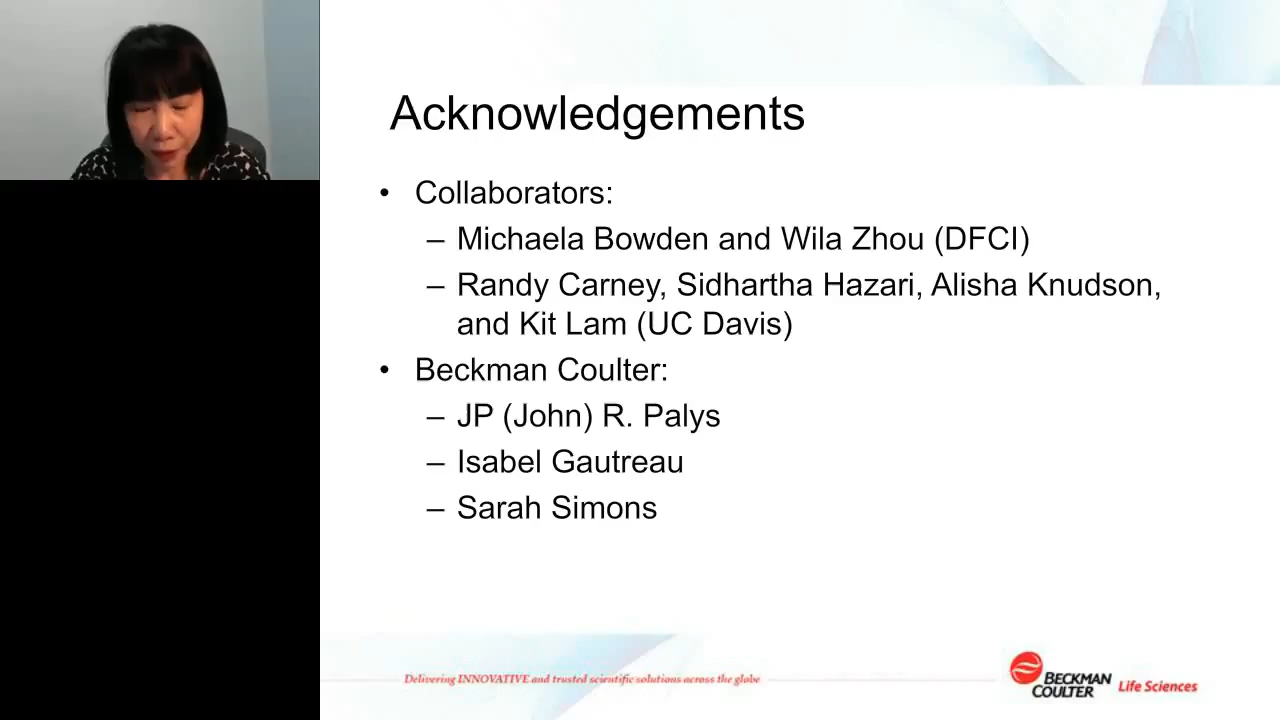 Acknowledgements
• Collaborators:
– Michaela Bowden and Wila Zhou (DFCI)
– Randy Carney, Sidhartha Hazari, Alisha Knudson,
and Kit Lam (UC Davis)
• Beckman Coulter:
– JP (John) R. Palys
– Isabel Gautreau
– Sarah Simons
Delivering INNOVATIVE and trusted scientific solutions across the globe
BECKMAN
COULTER Life Sciences